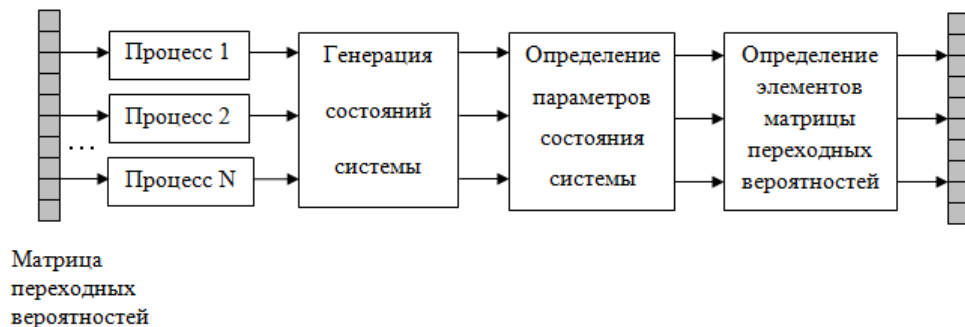 Процесс 1
Процесс 2
...
Процесс N
Генерация
состояний
системы
Определение
параметров
состояния
системы
Определение
элементов
матрицы
переходных
вероятностей
Матрица
переходных
вероятностей